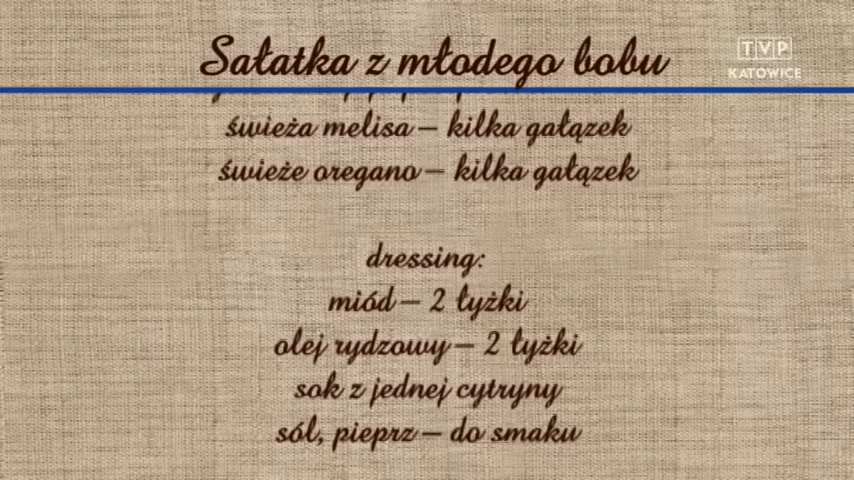 Sałatka z młodego bobu
TVP
KATOWICE
świeża melisa – kilka gałązek
świeże oregano – kilka gałązek
dressing:
miód – 2 łyżki
olej rydzowy – 2 łyżki
sok z jednej cytryny
sól, pieprz – do smaku